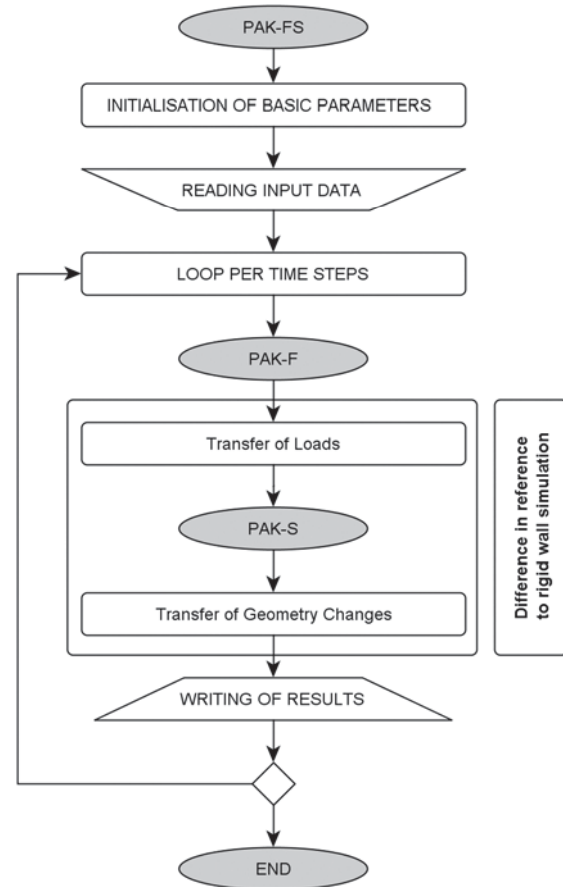 PAK-FS
INITIALISATION OF BASIC PARAMETERS
READING INPUT DATA
LOOP PER TIME STEPS
PAK-F
Transfer of Loads
PAK-S
Transfer of Geometry Changes
Difference in reference
to rigid wall simulation
WRITING OF RESULTS
END